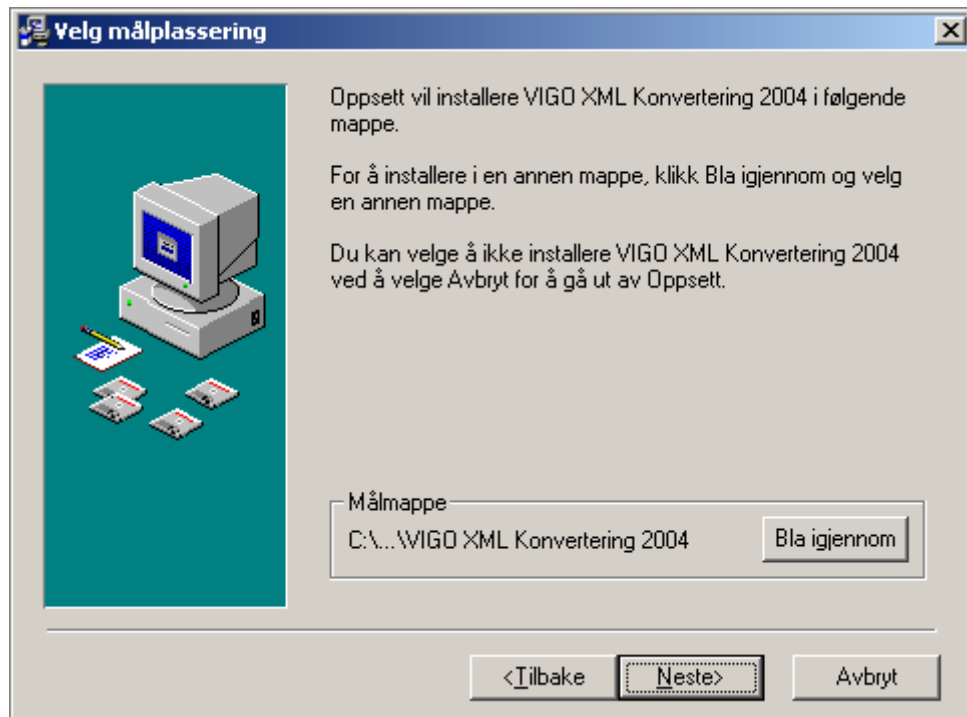 Velg målplassering
Oppsett vil installere VIGO XML Konvertering 2004 i følgende
mappe.
For å installere i en annen mappe, klikk Bla igjennom og velg
en annen mappe.
Du kan velge å ikke installere VIGO XML Konvertering 2004
ved å velge Avbryt for å gå ut av Oppsett.
Målmappe
C:\...\VIGO XML Konvertering 2004
Bla igjennom
<Tilbake
Neste>
Avbryt